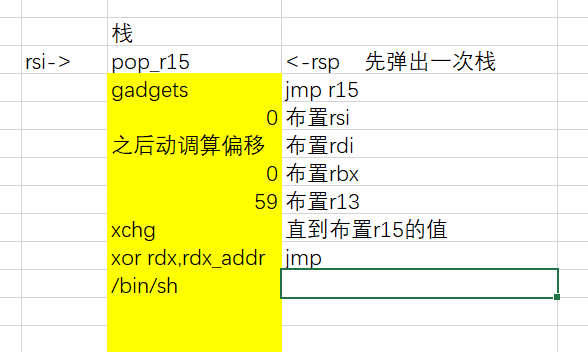 栈
rsi-> pop_r15 <-rsp 先弹出一次栈
gadgets jmp r15
0 布置rsi
之后动调算偏移 布置rdi
0 布置rbx
59 布置r13
xchg 直到布置r15的值
xor rdx,rdx_addr jmp
/bin/sh